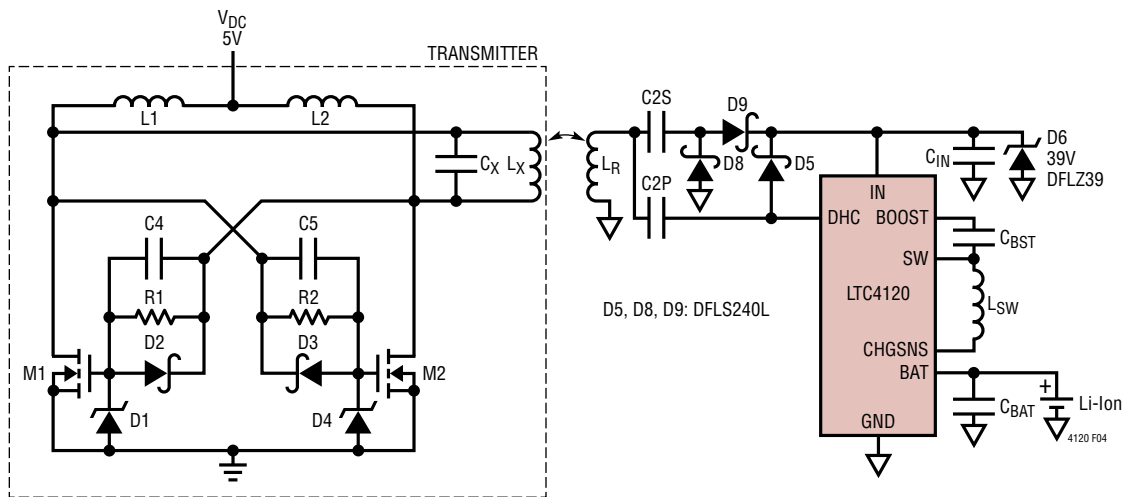 VDC
5V
TRANSMITTER
L1
L2
CX
LX
LR
C2S
C2P
D9
D8
D5
CIN
D6
39V
DFLZ39
IN
DHC
BOOST
SW
LTC4120
CHGSNS
BAT
GND
CBST
LSW
CBAT
+
Li-Ion
D5, D8, D9: DFLS240L
C4
C5
R1
R2
D2
D3
M1
M2
D1
D4
4120 F04